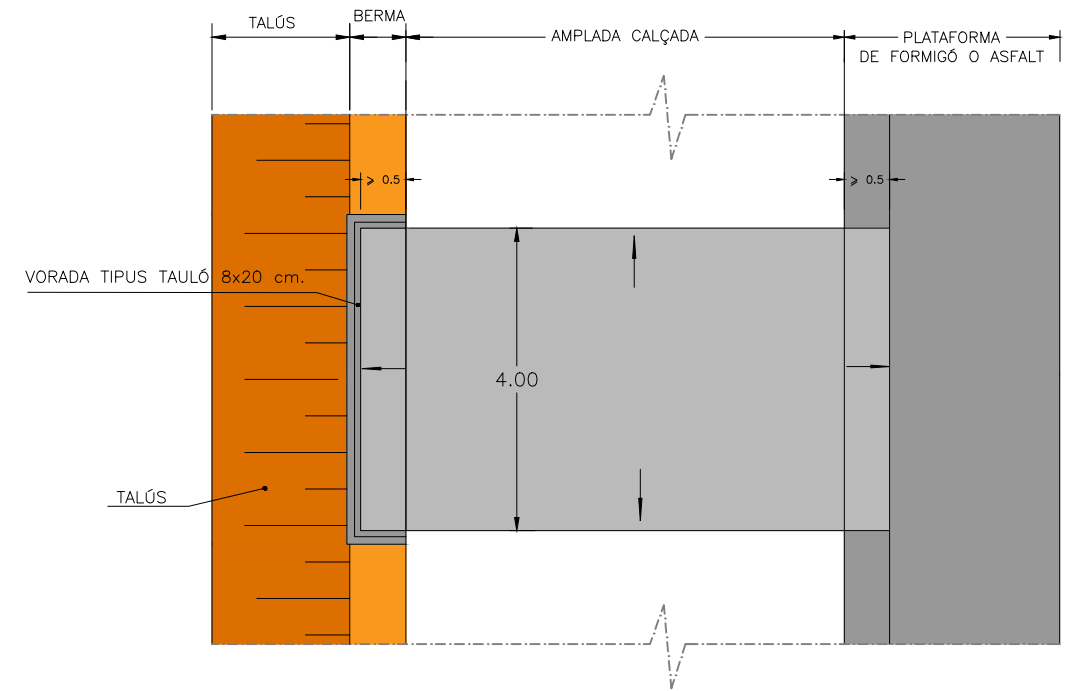 TALÚS
BERMA
AMPLADA CALÇADA
PLATAFORMA
DE FORMIGÓ O ASFALT
⩾ 0.5
⩾ 0.5
VORADA TIPUS TAULÓ 8x20 cm.
4.00
TALÚS